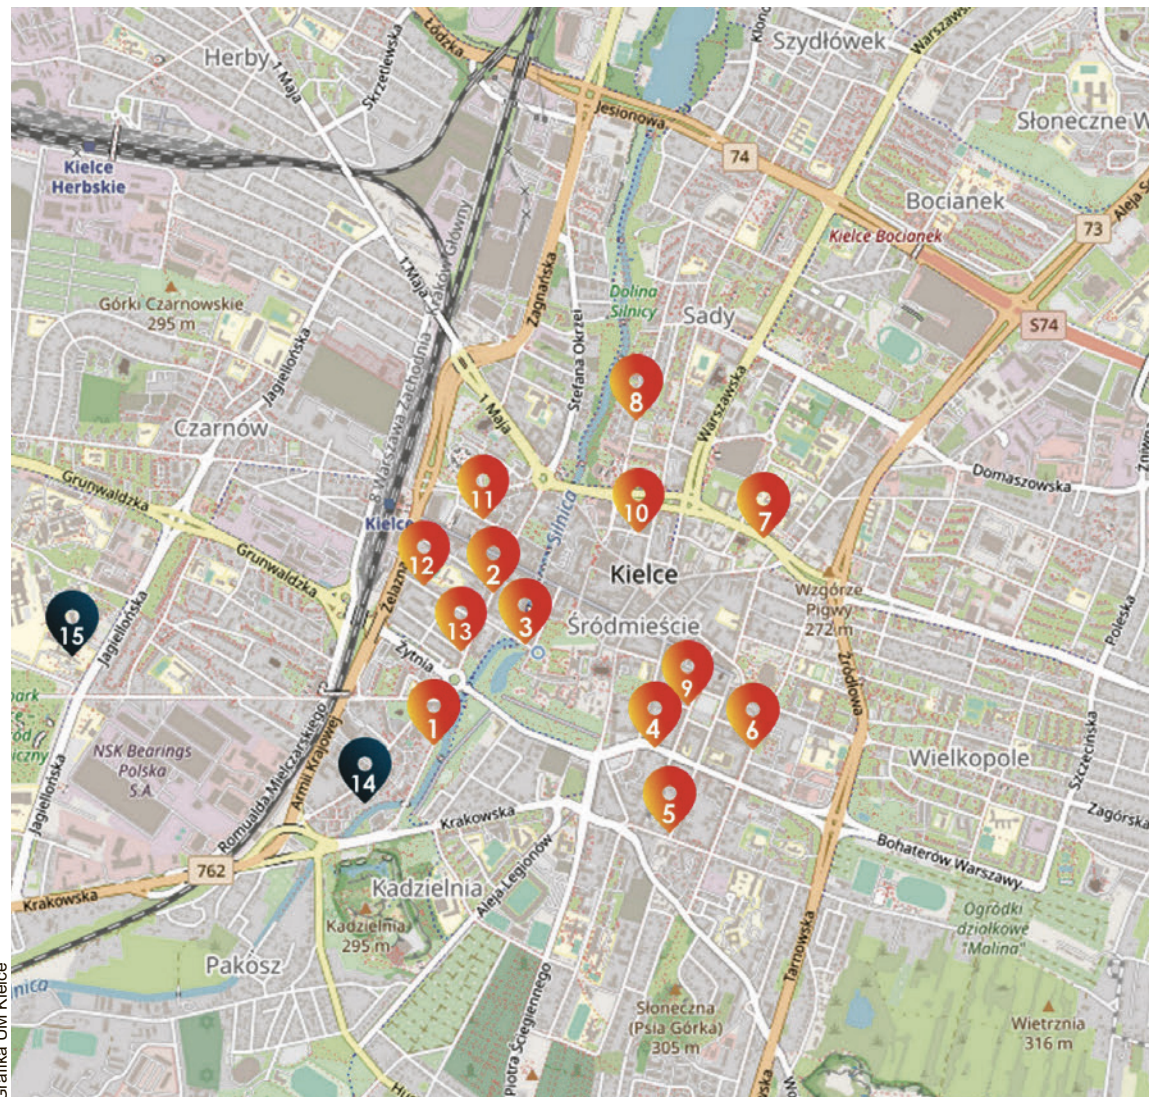 Łódzka
Warszawska
Herby
1 Maja
Skrzetlewska
Szydłówek
Jesionowa
Słoneczne W
Kielce
Herbskie
74
Bocianek
73
Aleja S
Kielce Bocianek
Kraków Główny
1 Maja
Zagnańska
Górki Czarnowskie
295 m
Dolina
Silnicy
Sady
S74
Jagiellońska
Stefana Okrzei
8 Warszawa Zachodnia
8
1 Maja
Warszawska
Czarnów
Domaszowska
Grunwaldzka
11
10
7
Kielce
Silnica
12
2
Kielce
Grunwaldzka
Żelazna
Wzgórze
Pigwy
272 m
15
Jagiellońska
13
3
Śródmieście
Poleska
Żytnia
9
Źródłowa
1
4
6
NSK Bearings
Polska
S.A.
Romualda Mielczarskiego
Armii Krajowej
Wielkopole
Szczecińska
14
Jagiellońska
5
Krakowska
Zagórska
762
Bohaterów Warszawy
Krakowska
Kadzielnia
Aleja Legionów
Kadzielnia
295 m
Ogródki
działkowe
"Malina"
Tarnowska
Pakosz
nica
Piotra Ściegiennego
Słoneczna
(Psia Górka)
305 m
Wietrznia
316 m
Grafika UM Kielce